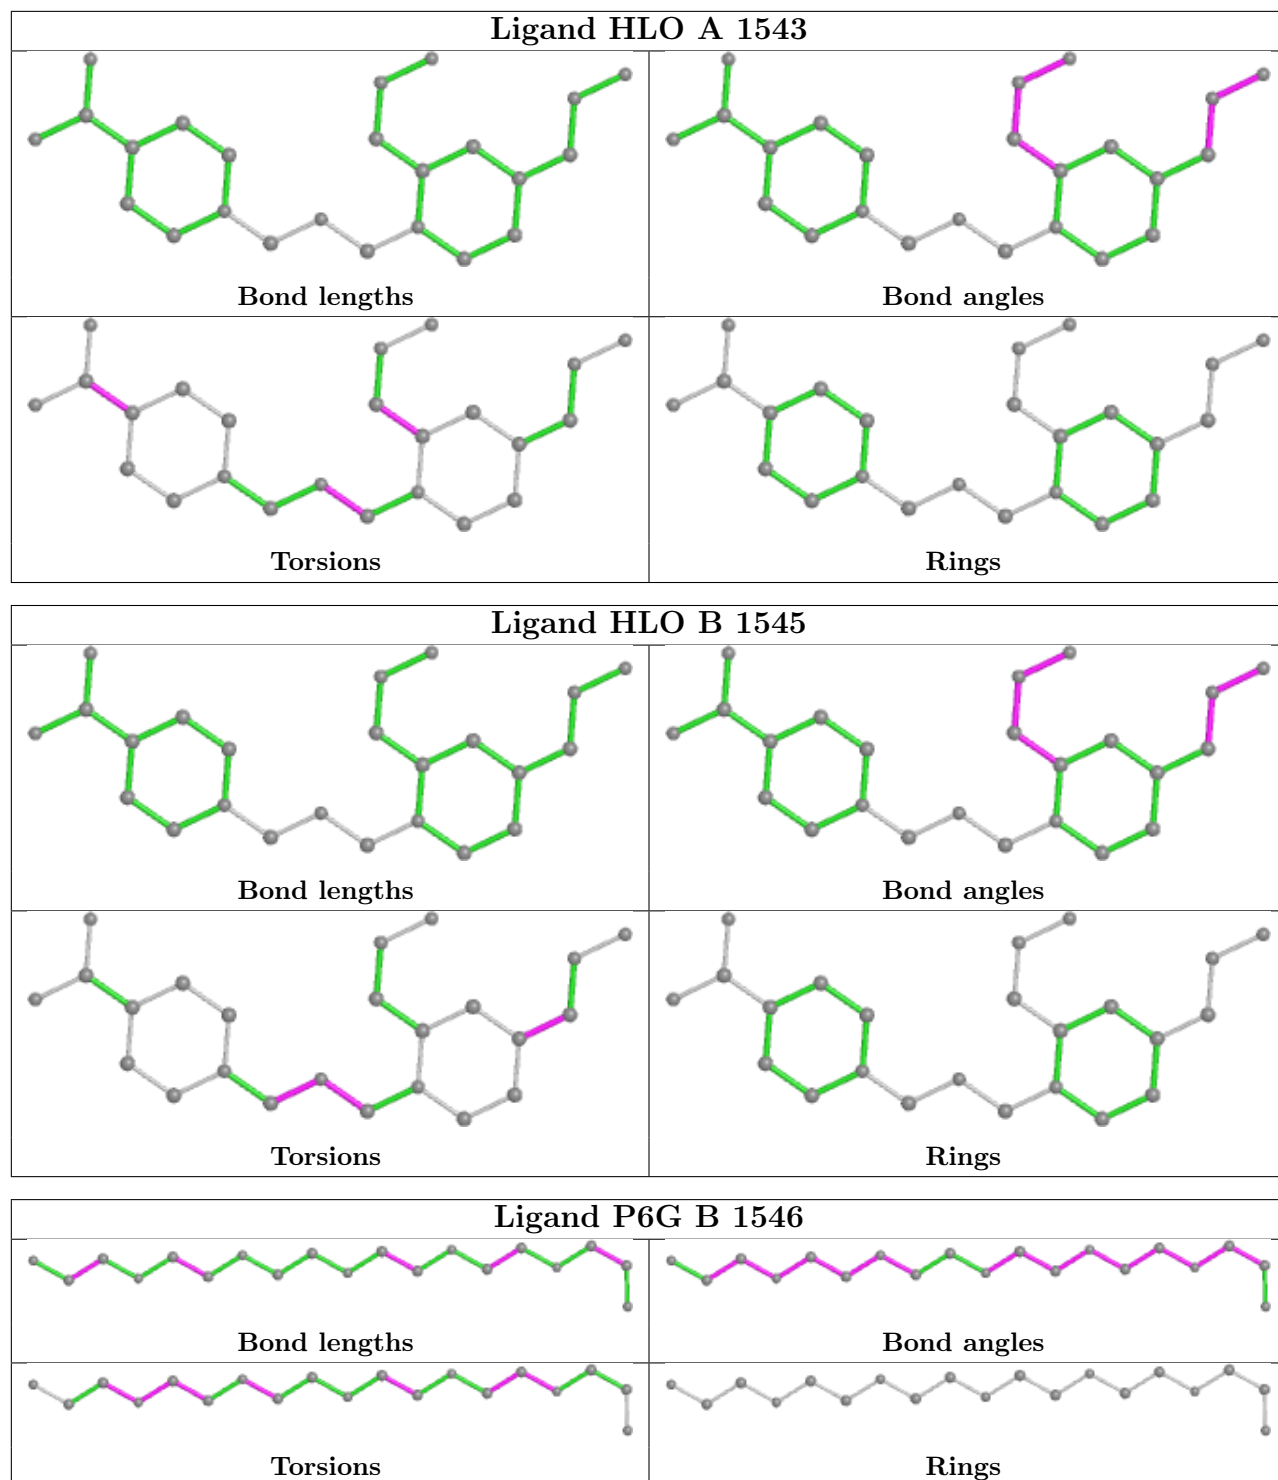 Ligand HLO A 1543
Bond lengths
Bond angles
Torsions
Rings
Ligand HLO B 1545
Bond lengths
Bond angles
Torsions
Rings
Ligand P6G B 1546
Bond lengths
Bond angles
Torsions
Rings